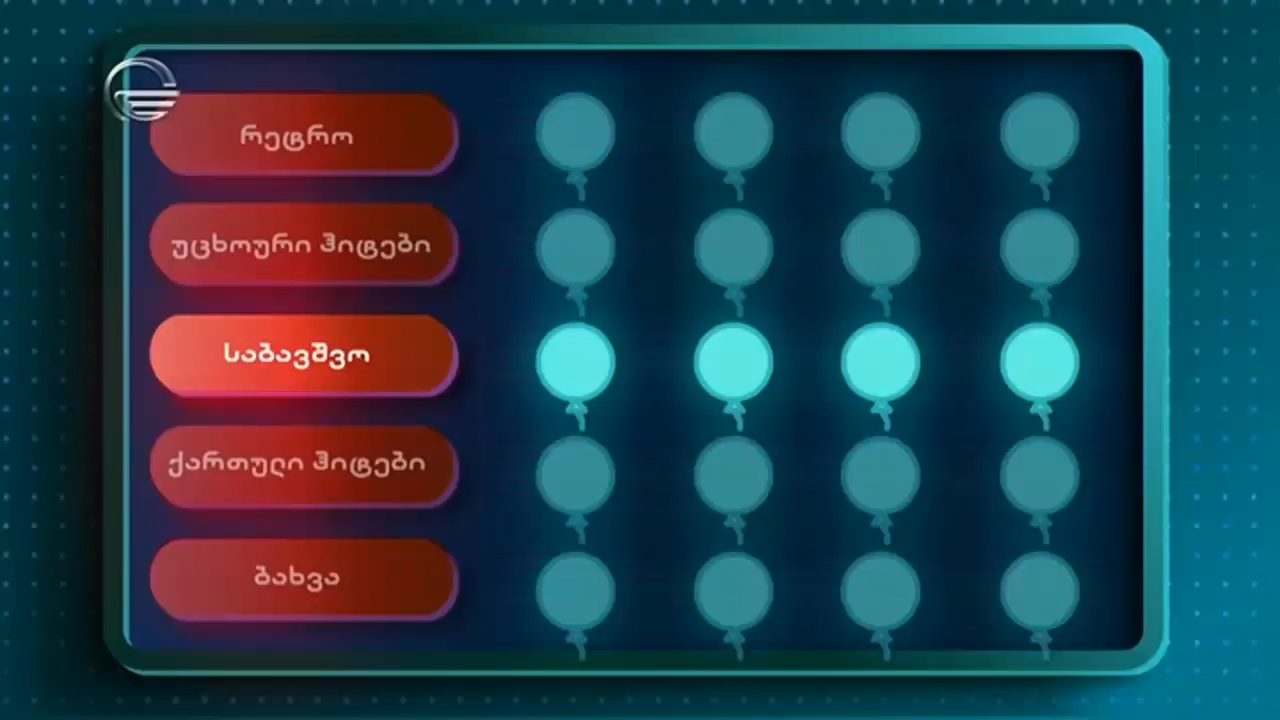 რეტრო
უცხოური ჰიტები
საბავშვო
ქართული ჰიტები
ბახვა